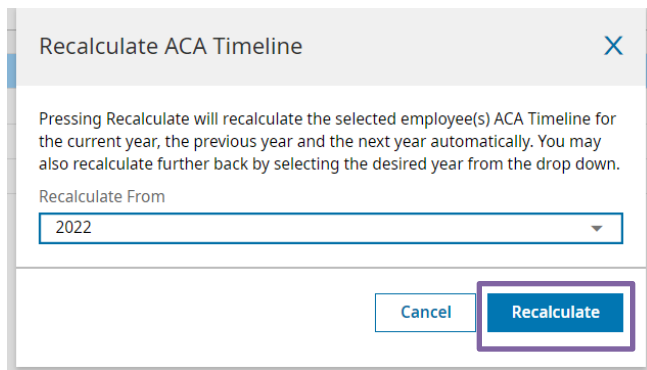 Recalculate ACA Timeline
Pressing Recalculate will recalculate the selected employee(s) ACA Timeline for
the current year, the previous year and the next year automatically. You may
also recalculate further back by selecting the desired year from the drop down.
Recalculate From
2022
Cancel
Recalculate